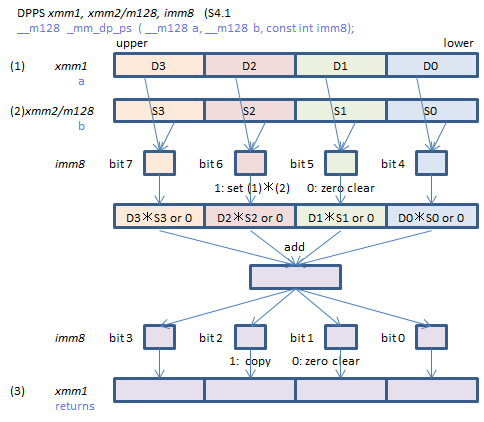 DPPS xmm1, xmm2/m128, imm8 (S4.1
__m128 _mm_dp_ps ( __m128 a, __m128 b, const int imm8);
upper lower
(1) xmm1 D3 D2 D1 D0
a
(2)xmm2/m128 S3 S2 S1 S0
b
imm8 bit 7 bit 6 bit 5 bit 4
1: set (1)*(2) 0: zero clear
D3*S3 or 0 D2*S2 or 0 D1*S1 or 0 D0*S0 or 0
add
imm8 bit 3 bit 2 bit 1 bit 0
1: copy 0: zero clear
(3) xmm1
returns